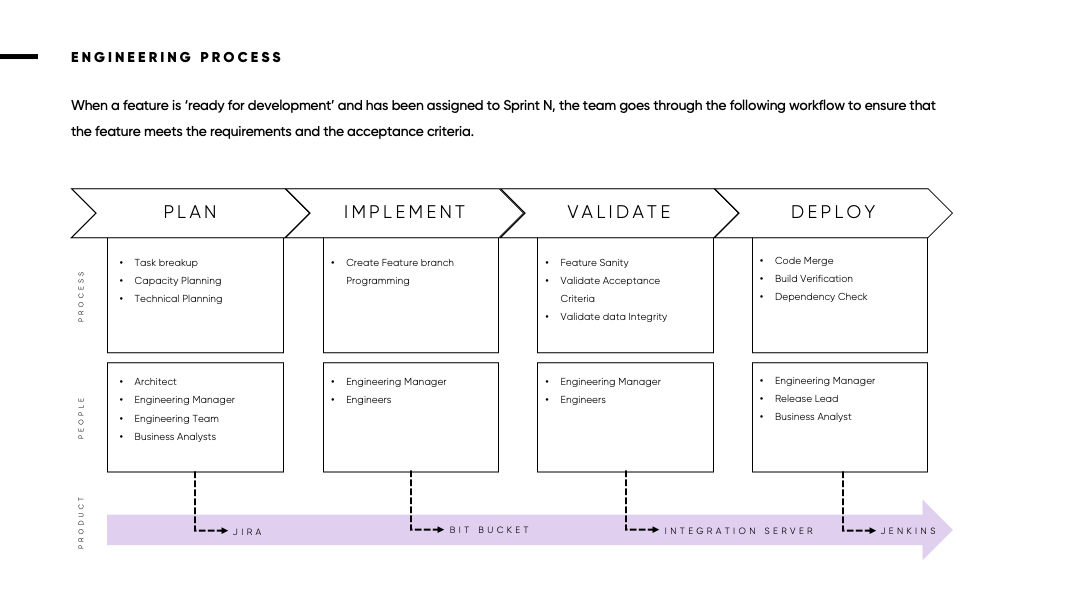 ENGINEERING PROCESS
When a feature is ‘ready for development’ and has been assigned to Sprint N, the team goes through the following workflow to ensure that
the feature meets the requirements and the acceptance criteria.
PLAN
IMPLEMENT
VALIDATE
DEPLOY
PROCESS
• Task breakup
• Capacity Planning
• Technical Planning
• Create Feature branch
Programming
• Feature Sanity
• Validate Acceptance
Criteria
• Validate data Integrity
• Code Merge
• Build Verification
• Dependency Check
PEOPLE
• Architect
• Engineering Manager
• Engineering Team
• Business Analysts
• Engineering Manager
• Engineers
• Engineering Manager
• Engineers
• Engineering Manager
• Release Lead
• Business Analyst
PRODUCT
JIRA
BIT BUCKET
INTEGRATION SERVER
JENKINS